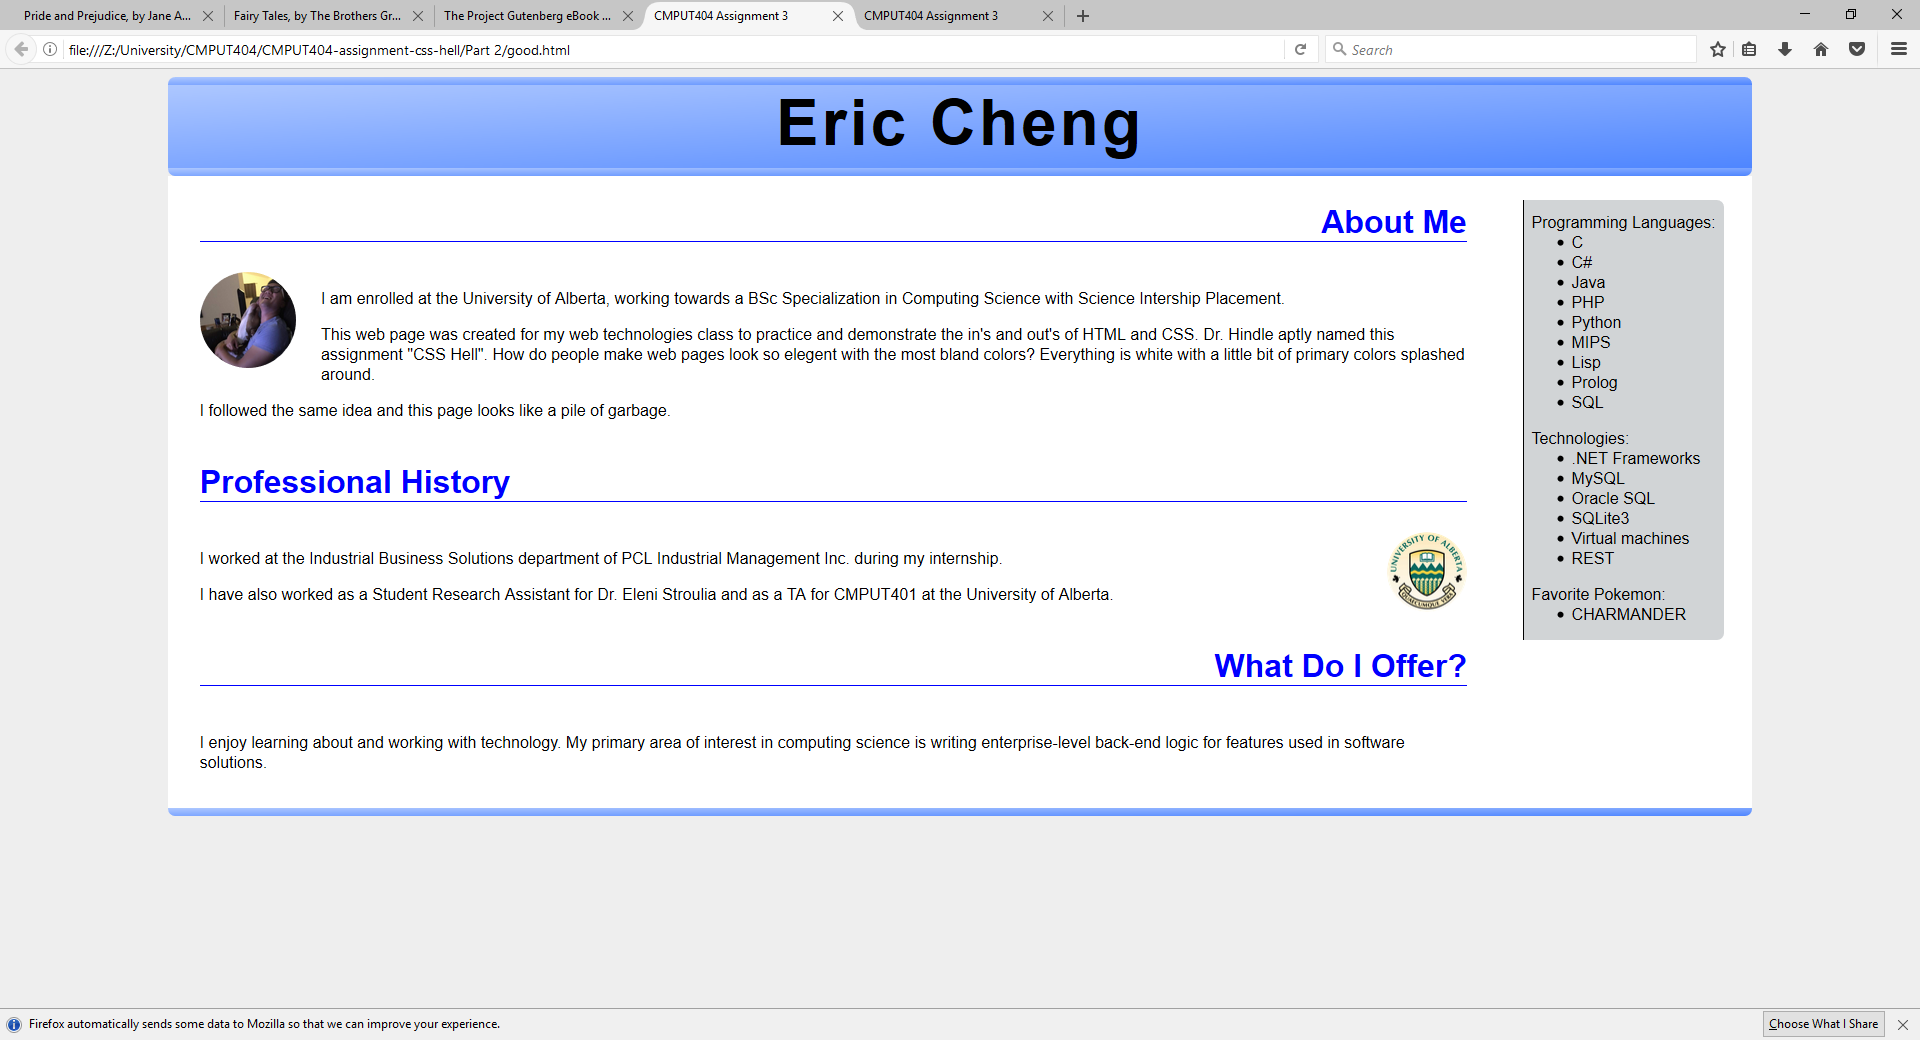 Pride and Prejudice, by Jane A...
Fairy Tales, by The Brothers Gr...
The Project Gutenberg eBook ...
CMPUT404 Assignment 3
CMPUT404 Assignment 3
file:///Z:/University/CMPUT404/CMPUT404-assignment-css-hell/Part 2/good.html
Search
Eric Cheng
About Me
I am enrolled at the University of Alberta, working towards a BSc Specialization in Computing Science with Science Intership Placement.
This web page was created for my web technologies class to practice and demonstrate the in's and out's of HTML and CSS. Dr. Hindle aptly named this
assignment "CSS Hell". How do people make web pages look so elegent with the most bland colors? Everything is white with a little bit of primary colors splashed
around.
I followed the same idea and this page looks like a pile of garbage.
Professional History
I worked at the Industrial Business Solutions department of PCL Industrial Management Inc. during my internship.
I have also worked as a Student Research Assistant for Dr. Eleni Stroulia and as a TA for CMPUT401 at the University of Alberta.
UNIVERSITY OF ALBERTA
QUAECUMQUE VERA
What Do I Offer?
I enjoy learning about and working with technology. My primary area of interest in computing science is writing enterprise-level back-end logic for features used in software
solutions.
Programming Languages:
C
C#
Java
PHP
Python
MIPS
Lisp
Prolog
SQL
Technologies:
.NET Frameworks
MySQL
Oracle SQL
SQLite3
Virtual machines
REST
Favorite Pokemon:
CHARMANDER
Firefox automatically sends some data to Mozilla so that we can improve your experience.
Choose What I Share